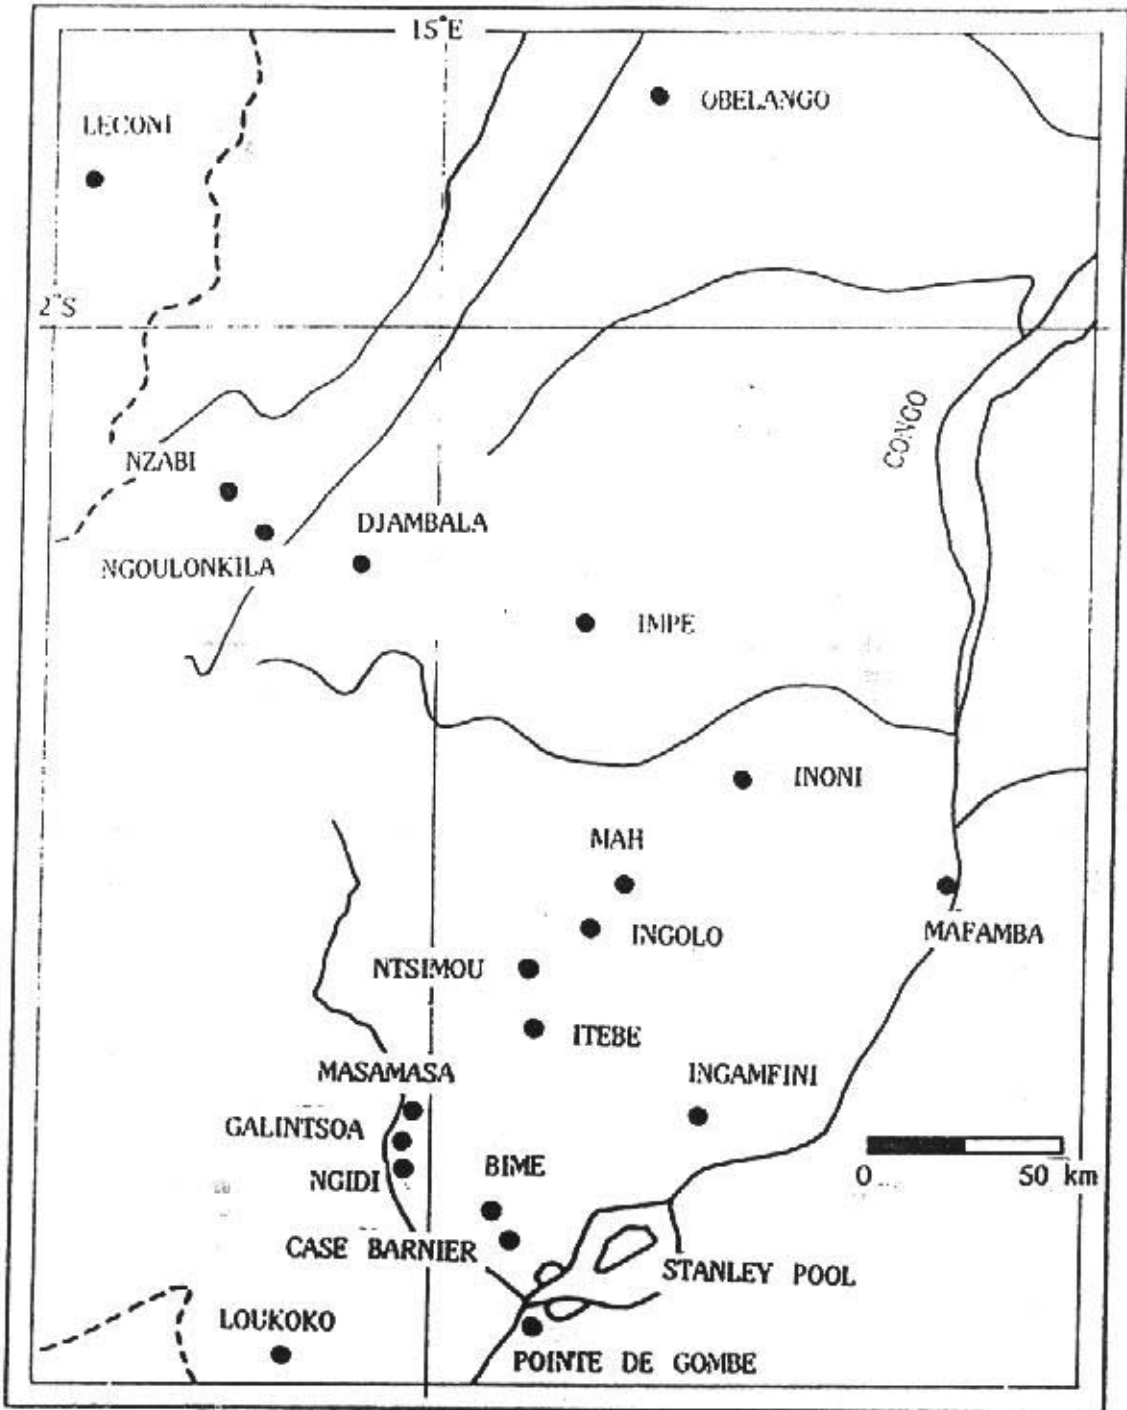 15°E
OBELANGO
LECONI
2°S
CONGO
NZABI
DJAMBALA
NGOULONKILA
IMPE
INONI
MAH
INGOLO
MAFAMBA
NTSIMOU
ITEBE
MASAMASA
INGAMFINI
GALINTSOA
NGIDI
BIME
0 50 km
CASE BARNIER
STANLEY POOL
LOUKOKO
POINTE DE GOMBE